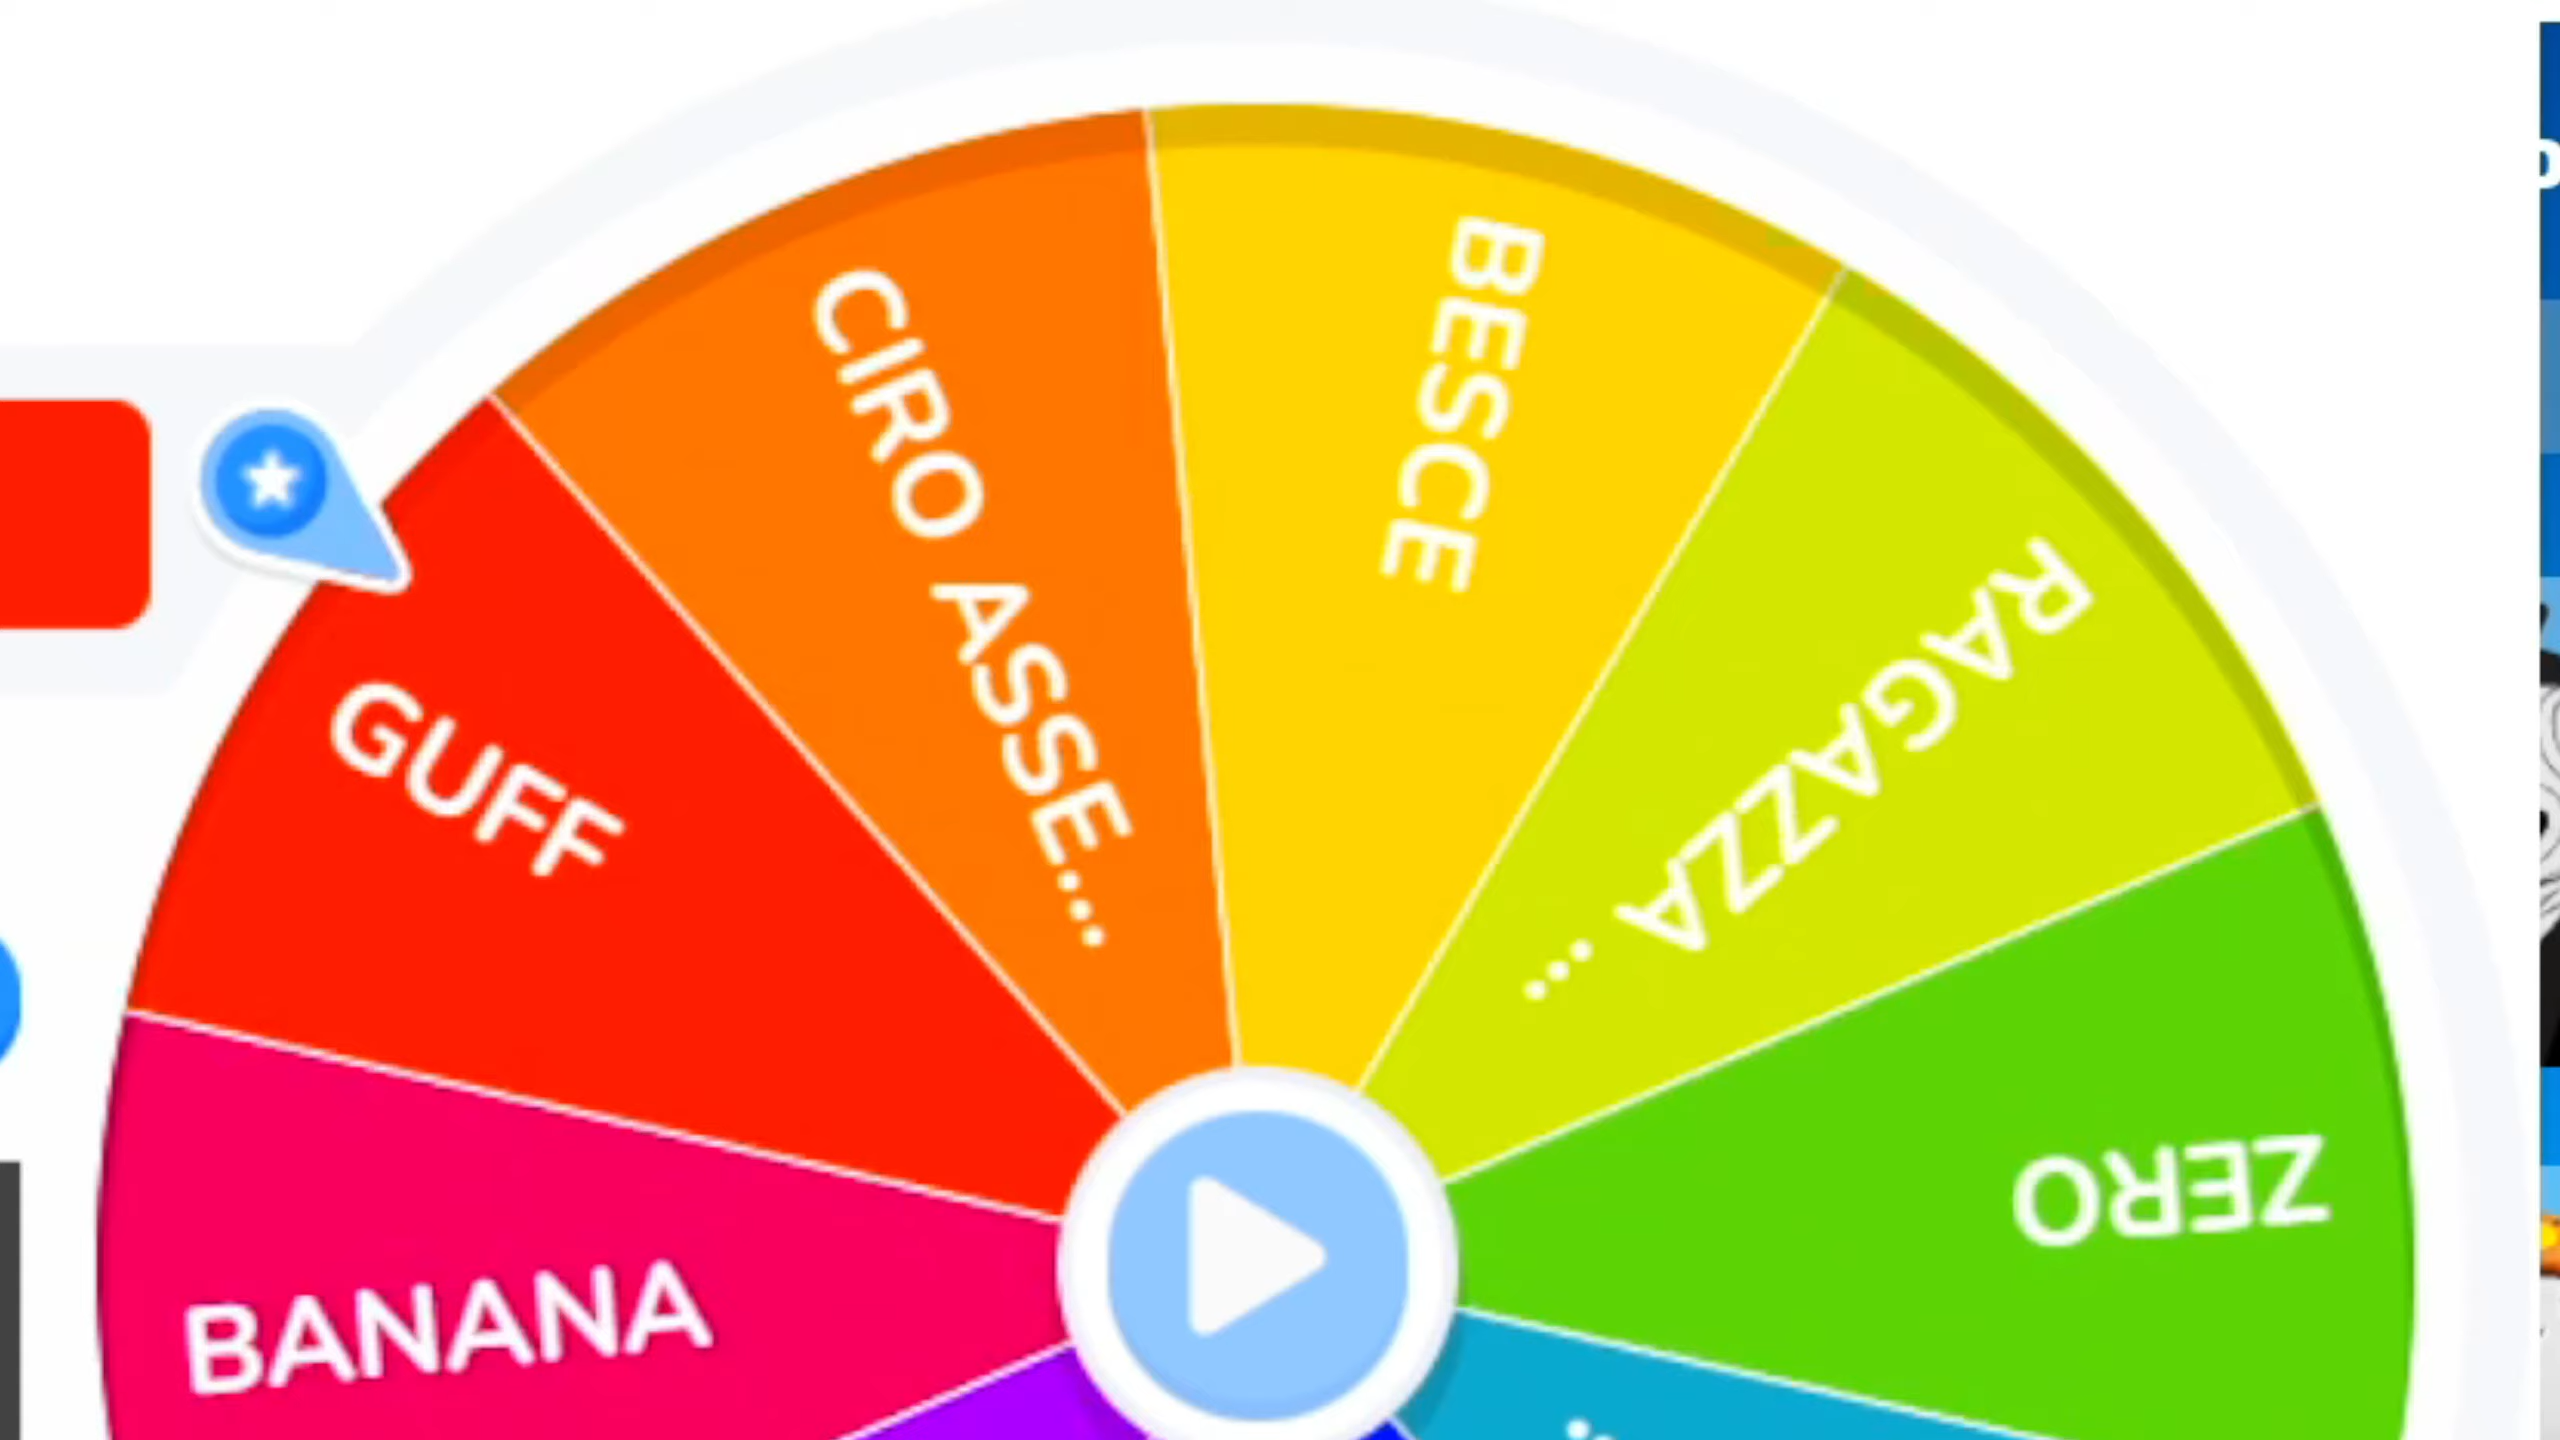 GUFF
CIRO ASSE...
BESCE
RAGAZZA ...
ZERO
BANANA